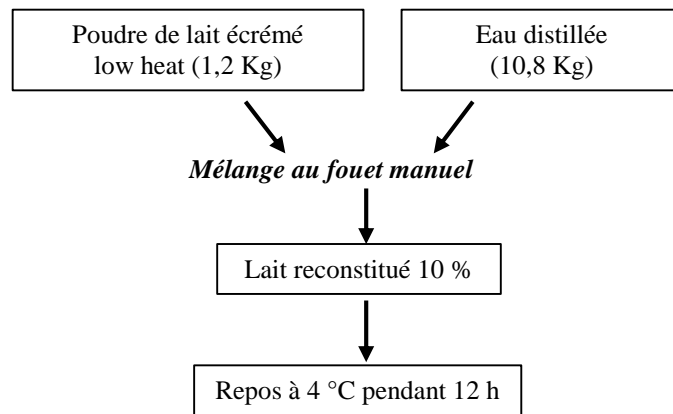 Poudre de lait écrémé
low heat (1,2 Kg)
Eau distillée
(10,8 Kg)
Mélange au fouet manuel
Lait reconstitué 10 %
Repos à 4 °C pendant 12 h